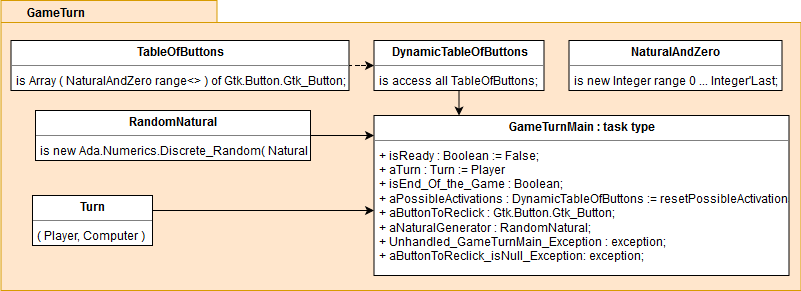 GameTurn
TableOfButtons
is Array ( NaturalAndZero range<> ) of Gtk.Button.Gtk_Button;
DynamicTableOfButtons
is access all TableOfButtons;
NaturalAndZero
is new Integer range 0 ... Integer'Last;
RandomNatural
is new Ada.Numerics.Discrete_Random( Natural
Turn
( Player, Computer )
GameTurnMain : task type
+ isReady : Boolean := False;
+ aTurn : Turn := Player
+ isEnd_Of_the_Game : Boolean;
+ aPossibleActivations : DynamicTableOfButtons := resetPossibleActivation
+ aButtonToReclick : Gtk.Button.Gtk_Button;
+ aNaturalGenerator : RandomNatural;
+ Unhandled_GameTurnMain_Exception : exception;
+ aButtonToReclick_isNull_Exception: exception;